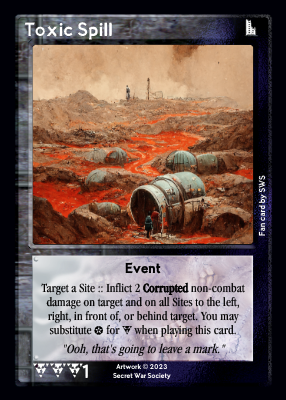 Toxic Spill
Fan card by SWS
Event
Target a Site :: Inflict 2 Corrupted non-combat
damage on target and on all Sites to the left,
right, in front of, or behind target. You may
substitute for when playing this card.
"Ooh, that's going to leave a mark."
1
Artwork © 2023
Secret War Society